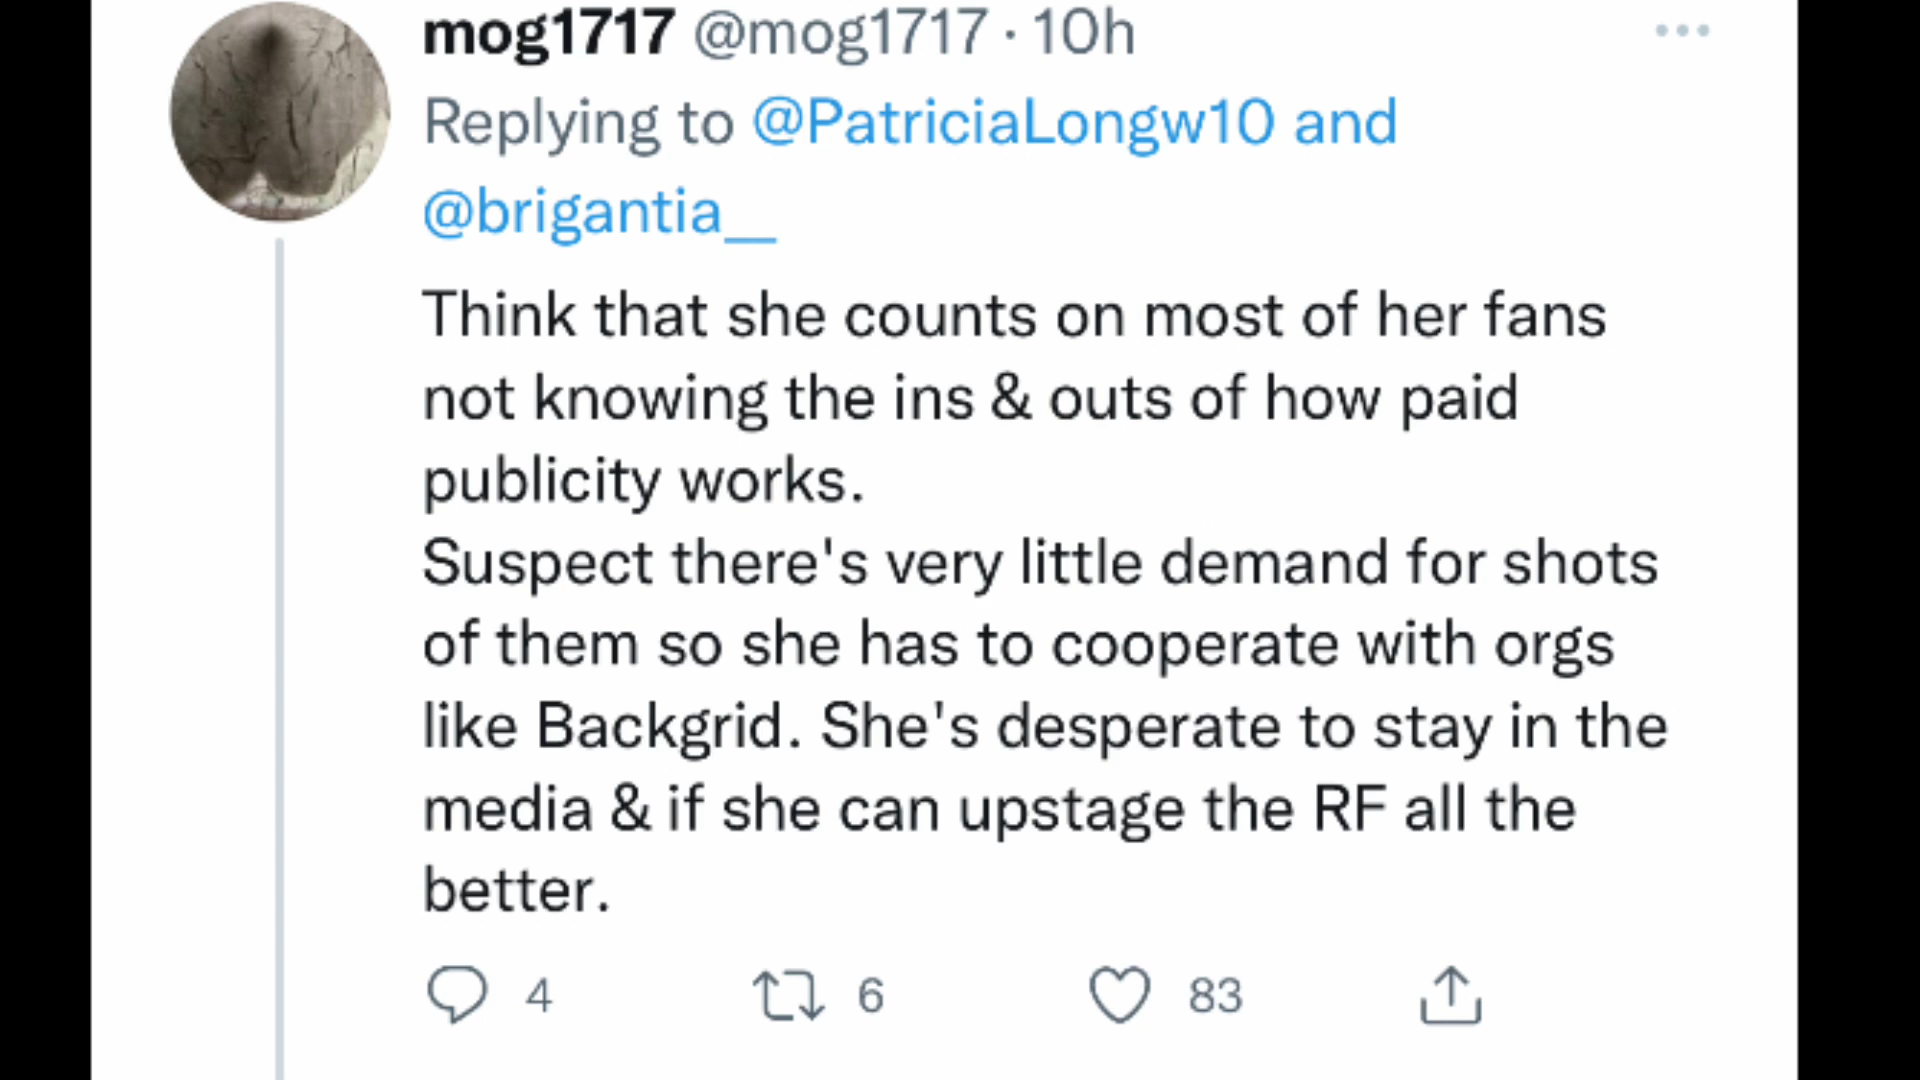 mog1717 @mog1717 · 10h
Replying to @PatriciaLongw10 and
@brigantia__
Think that she counts on most of her fans
not knowing the ins & outs of how paid
publicity works.
Suspect there's very little demand for shots
of them so she has to cooperate with orgs
like Backgrid. She's desperate to stay in the
media & if she can upstage the RF all the
better.
4 6 83